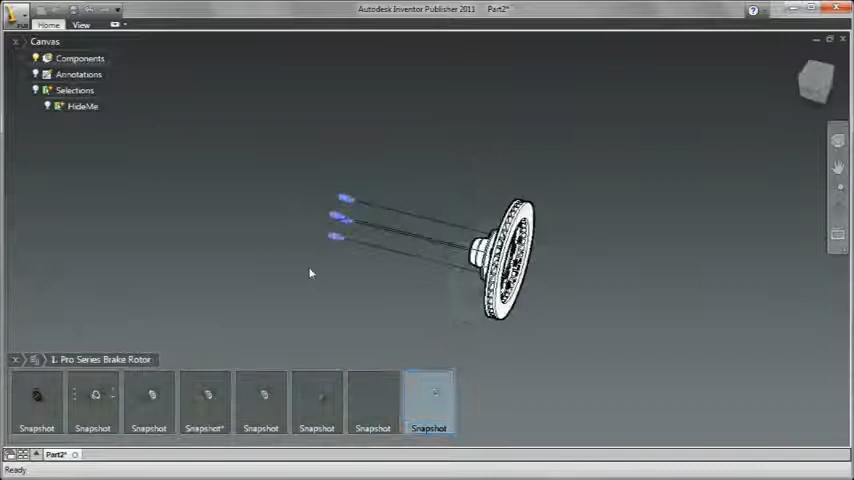 Autodesk Inventor Publisher 2011 Part2*
Home View
Canvas
Components
Annotations
Selections
HideMe
1. Pro Series Brake Rotor
Snapshot Snapshot Snapshot Snapshot* Snapshot Snapshot Snapshot Snapshot
Part2*
Ready